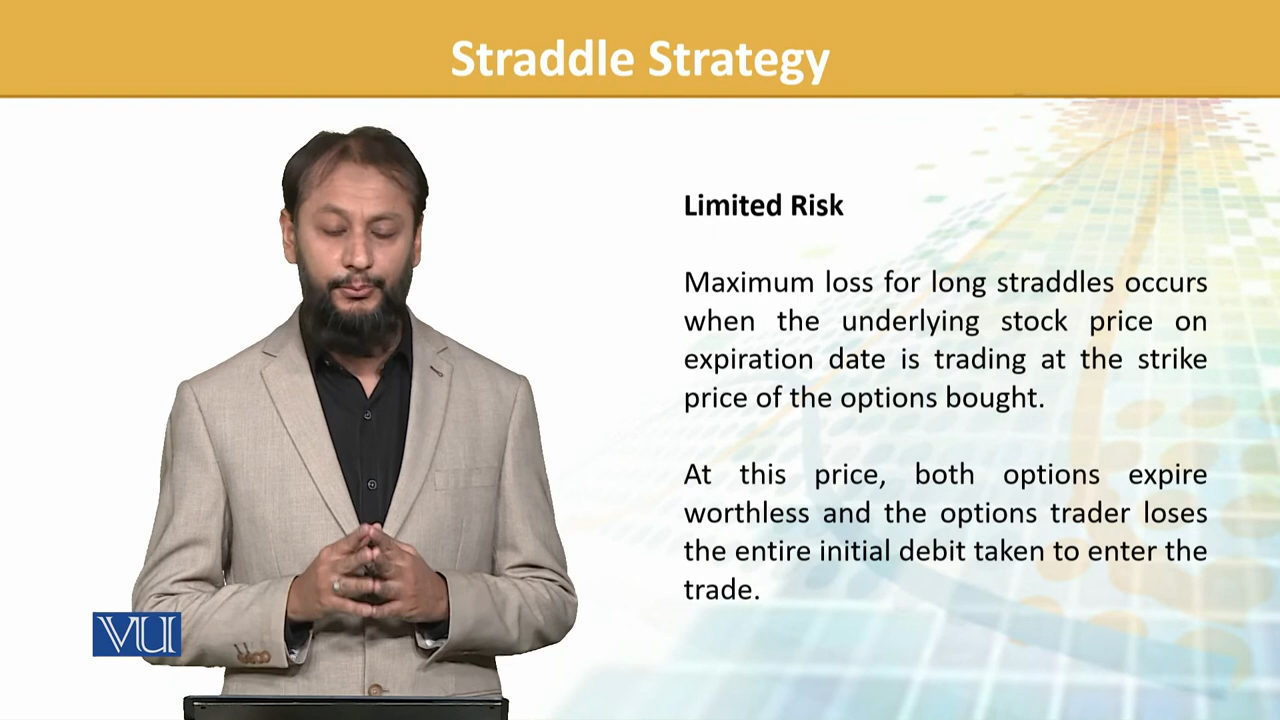 Straddle Strategy
Limited Risk
Maximum loss for long straddles occurs
when the underlying stock price on
expiration date is trading at the strike
price of the options bought.
At this price, both options expire
worthless and the options trader loses
the entire initial debit taken to enter the
trade.
VU